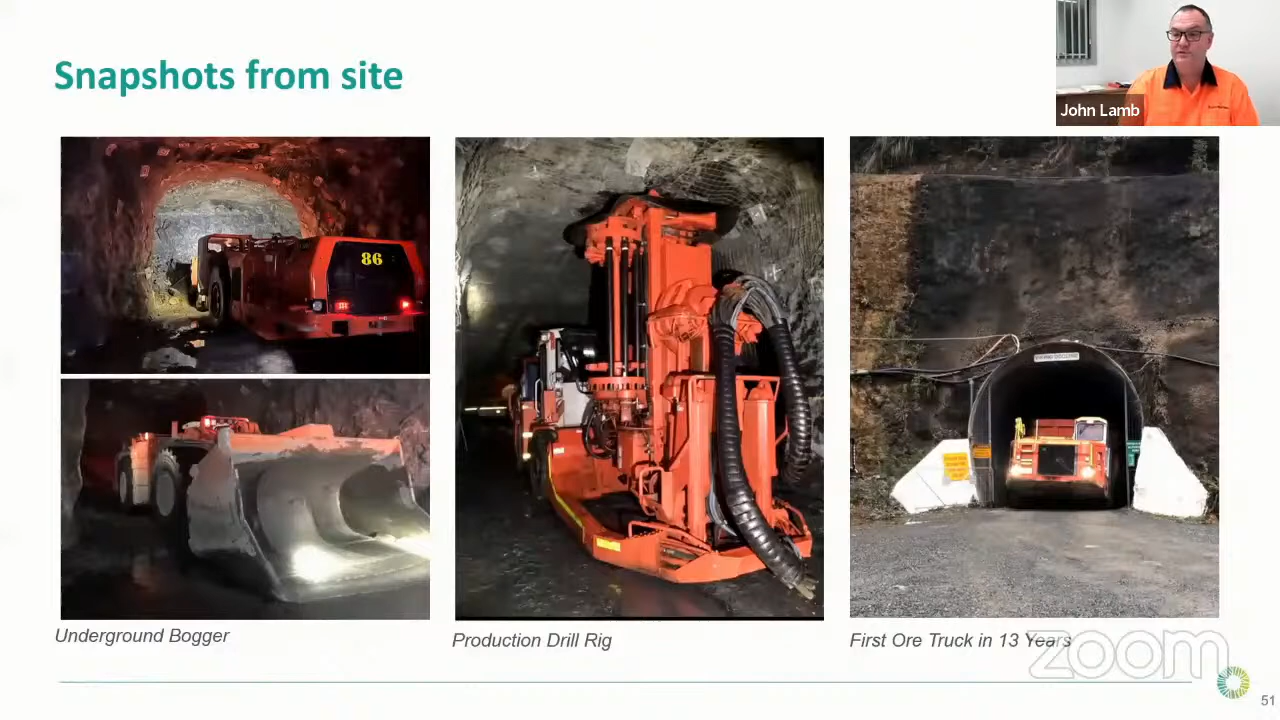 Snapshots from site
John Lamb
86
Underground Bogger
Production Drill Rig
First Ore Truck in 13 Years
zoom
51